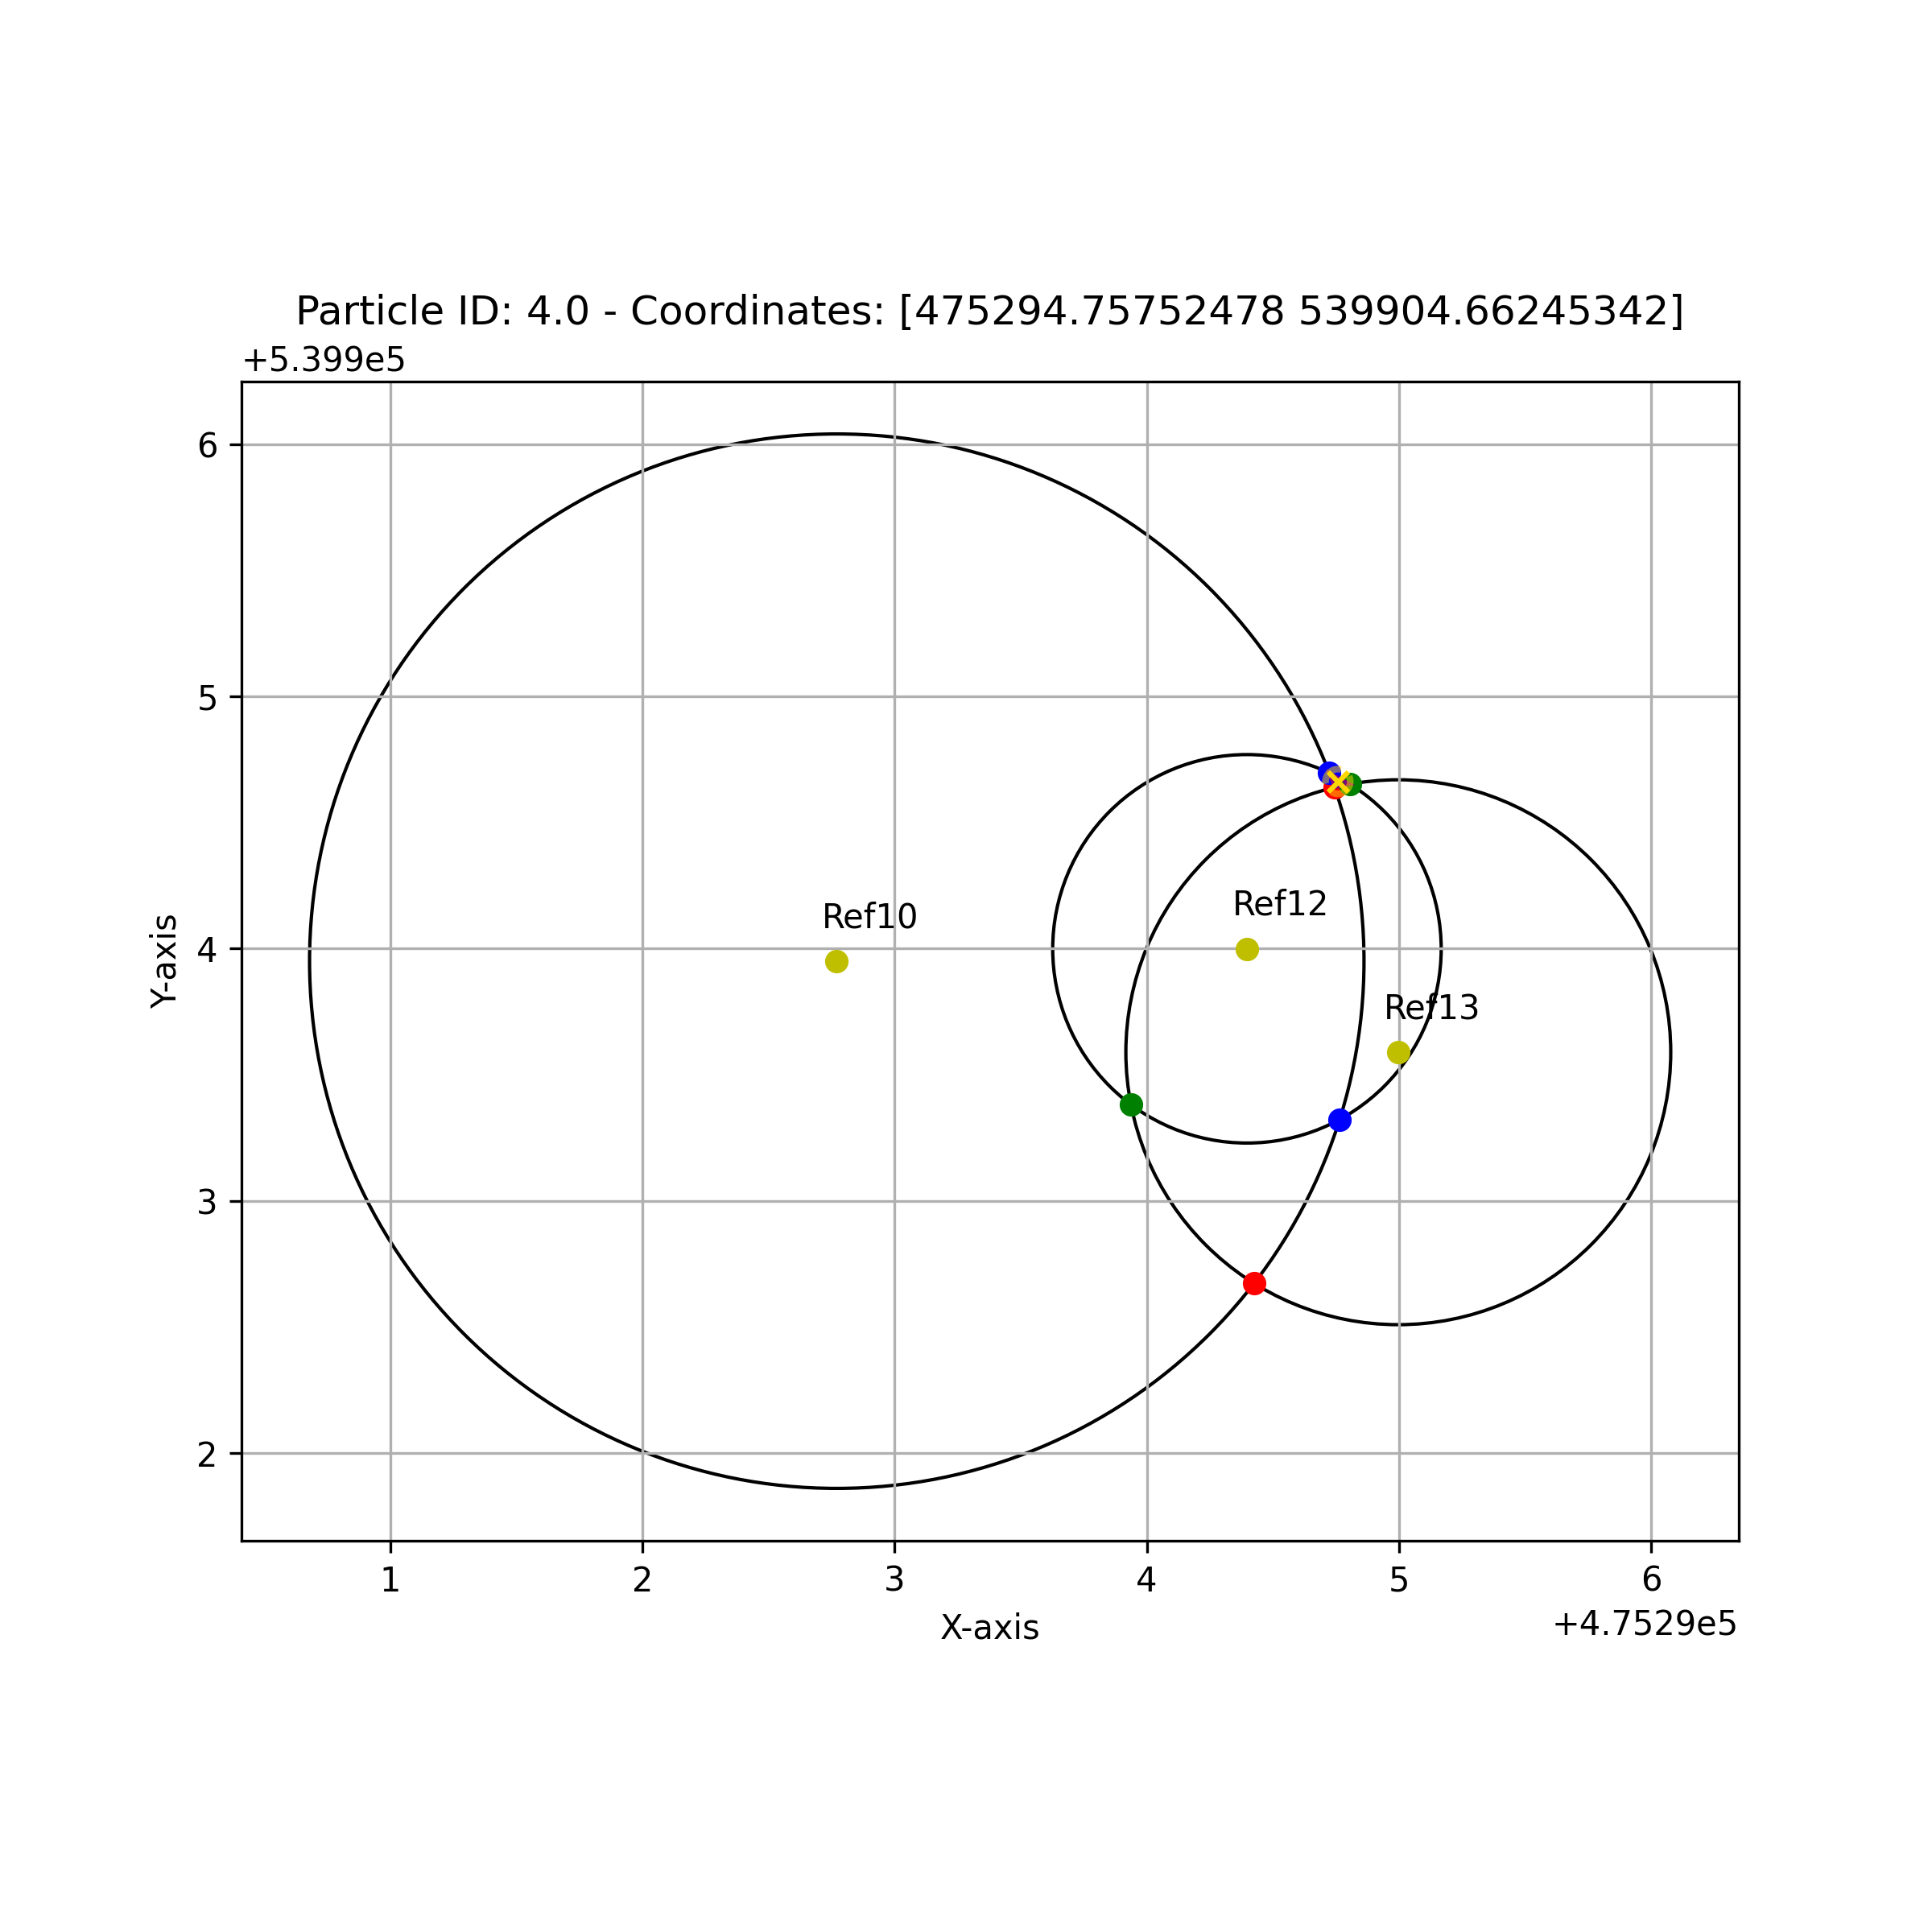 Particle ID: 4.0 - Coordinates: [475294.75752478 539904.66245342]
+5.399e5
6
5
Ref10
Ref12
4
Ref13
Y-axis
3
2
1 2 3 4 5 6
X-axis
+4.7529e5